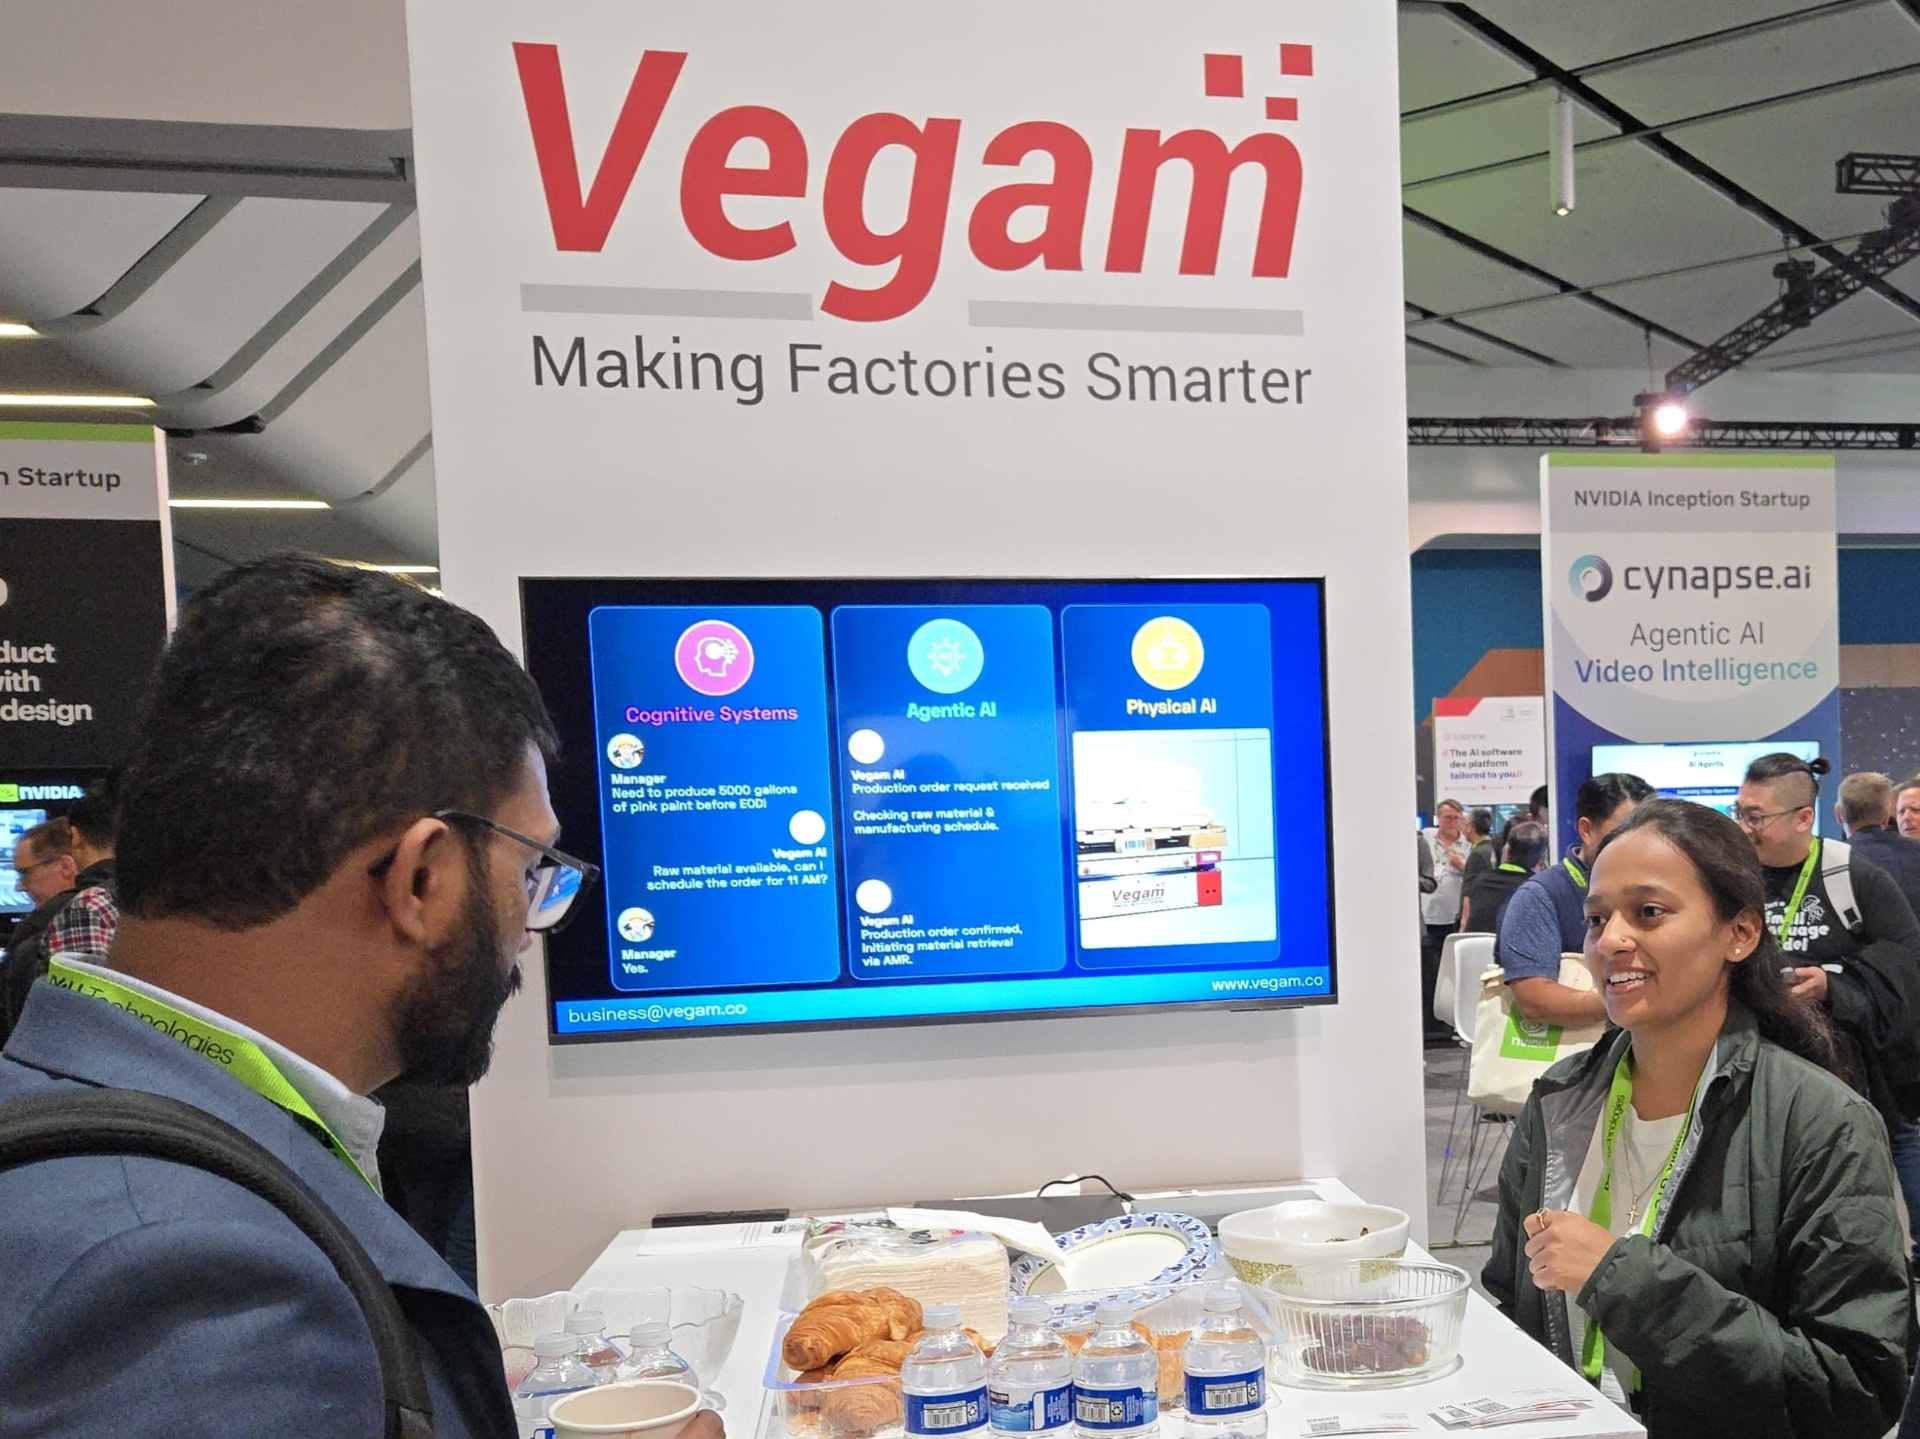 Vegam
Making Factories Smarter
n Startup
duct
with
design
NVIDIA
Cognitive Systems
Manager
Need to produce 5000 gallons
of pink paint before EOD!
Vegam AI
Raw material available, can I
schedule the order for 11 AM?
Manager
Yes.
Agentic AI
Vegam AI
Production order request received
Checking raw material &
manufacturing schedule.
Vegam AI
Production order confirmed,
initiating material retrieval
via AMR.
Physical AI
Vegam
business@vegam.co
www.vegam.co
NVIDIA Inception Startup
cynapse.ai
Agentic AI
Video Intelligence
AI Agents
tabnine
// The AI software
dev platform
tailored to you//
NVIDIA
Technologies